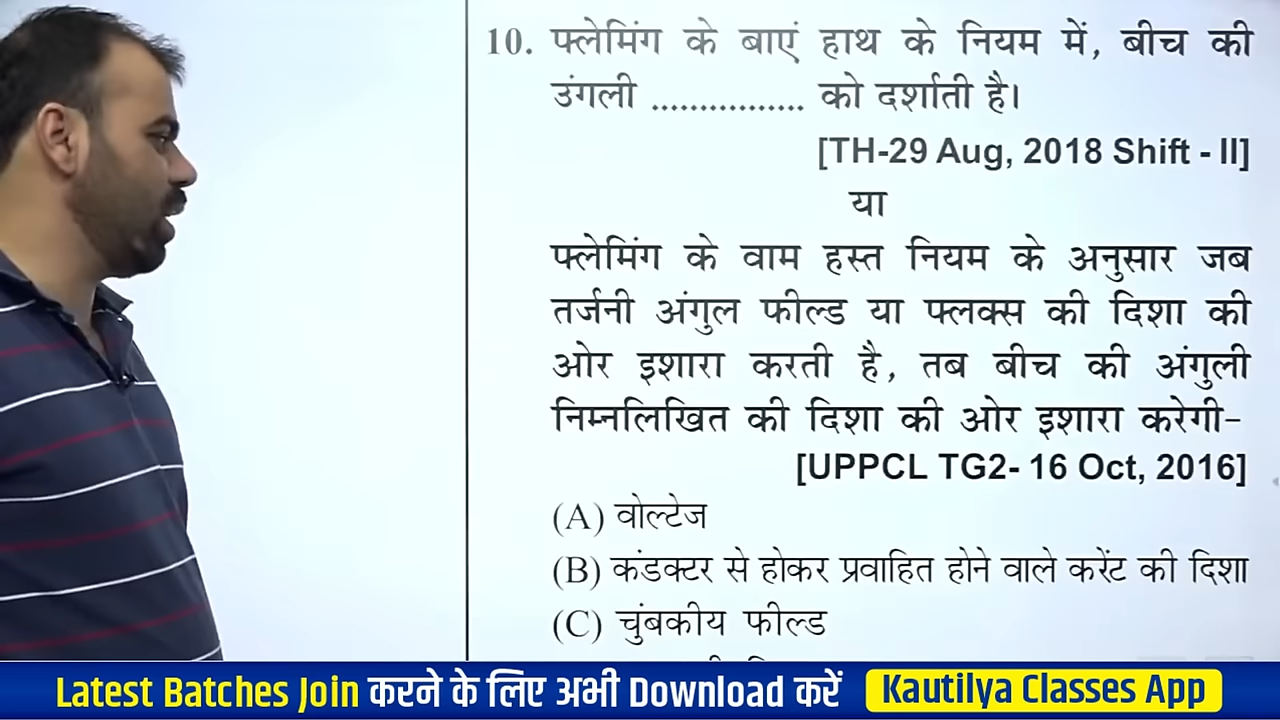 10. फ्लेमिंग के बाएं हाथ के नियम में, बीच की
उंगली ................ को दर्शाती है।
[TH-29 Aug, 2018 Shift - II]
या
फ्लेमिंग के वाम हस्त नियम के अनुसार जब
तर्जनी अंगुल फील्ड या फ्लक्स की दिशा की
ओर इशारा करती है, तब बीच की अंगुली
निम्नलिखित की दिशा की ओर इशारा करेगी-
[UPPCL TG2- 16 Oct, 2016]
(A) वोल्टेज
(B) कंडक्टर से होकर प्रवाहित होने वाले करेंट की दिशा
(C) चुंबकीय फील्ड
Latest Batches Join करने के लिए अभी Download करें Kautilya Classes App